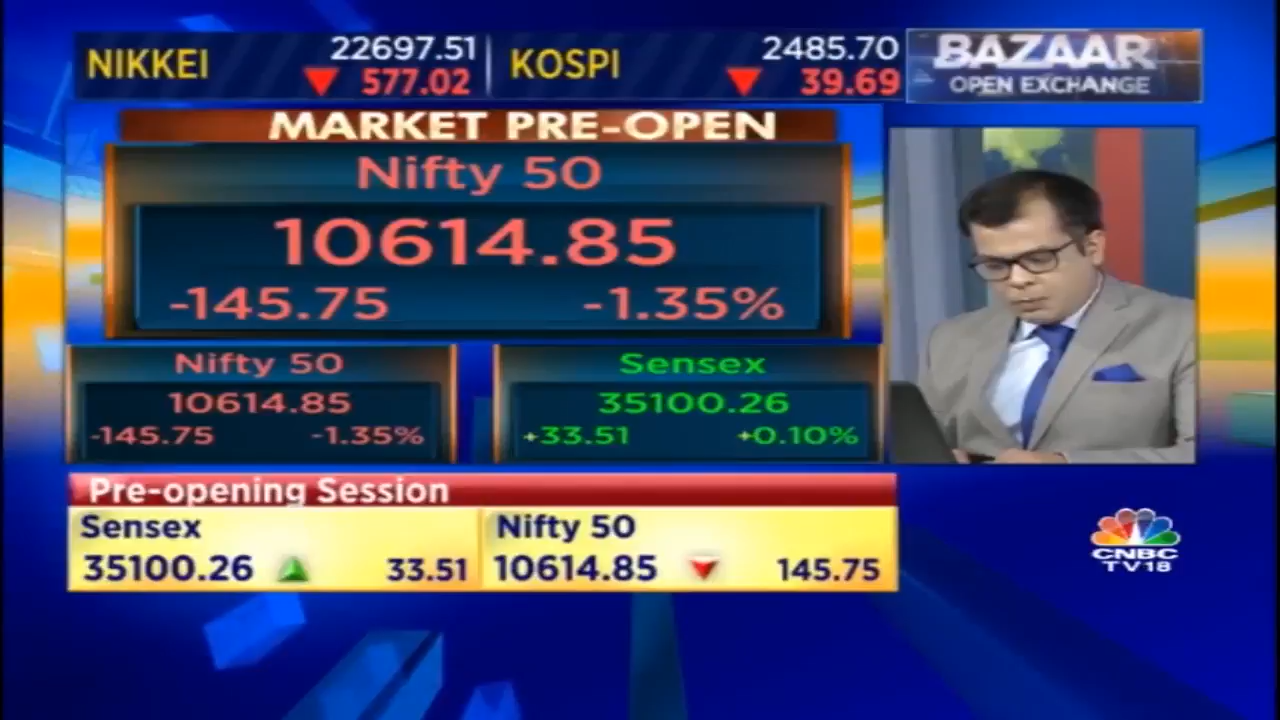 NIKKEI 22697.51 577.02
KOSPI 2485.70 39.69
BAZAAR
OPEN EXCHANGE
MARKET PRE-OPEN
Nifty 50
10614.85
-145.75 -1.35%
Nifty 50
10614.85
-145.75 -1.35%
Sensex
35100.26
+33.51 +0.10%
Pre-opening Session
Sensex
35100.26 33.51
Nifty 50
10614.85 145.75
CNBC
TV18